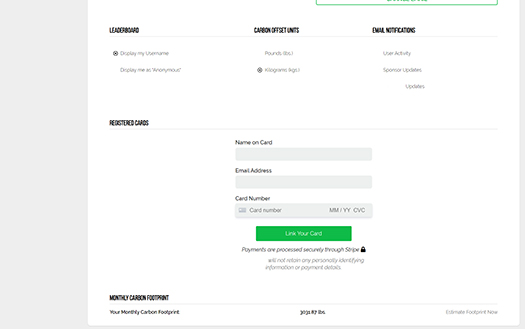 LEADERBOARD
CARBON OFFSET UNITS
EMAIL NOTIFICATIONS
Display my Username
Pounds (lbs.)
User Activity
Display me as "Anonymous"
Kilograms (kgs.)
Sponsor Updates
Updates
REGISTERED CARDS
Name on Card
Email Address
Card Number
Card number MM / YY CVC
Link Your Card
Payments are processed securely through Stripe
will not retain any personally identifying
information or payment details.
MONTHLY CARBON FOOTPRINT
Your Monthly Carbon Footprint
3031.87 lbs
Estimate Footprint Now